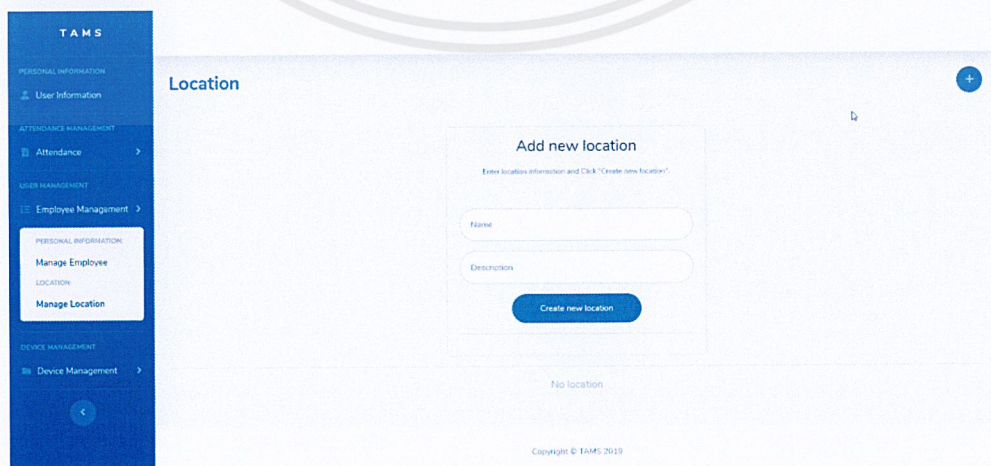 TAMS
PERSONAL INFORMATION
User Information
ATTENDANCE MANAGEMENT
Attendance
USER MANAGEMENT
Employee Management
PERSONAL INFORMATION:
Manage Employee
LOCATION:
Manage Location
DEVICE MANAGEMENT
Device Management
Location
Add new location
Enter location information and Click "Create new location".
Name
Description
Create new location
No location
Copyright © TAMS 2019